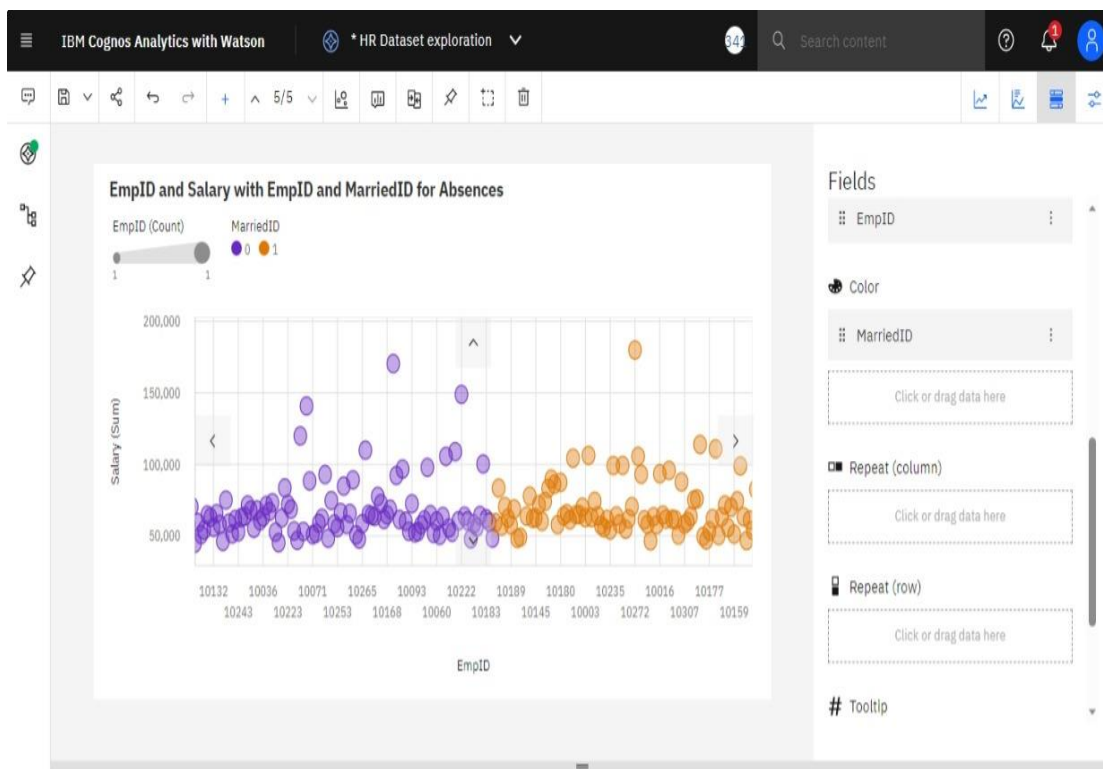 IBM Cognos Analytics with Watson
* HR Dataset exploration
341
Search content
1
5/5
EmpID and Salary with EmpID and MarriedID for Absences
EmpID (Count)
MarriedID
0 1
1 1
Salary (Sum)
200,000
150,000
100,000
50,000
10132 10036 10071 10265 10093 10222 10189 10180 10235 10016 10177
10243 10223 10253 10168 10060 10183 10145 10003 10272 10307 10159
EmpID
Fields
EmpID
Color
MarriedID
Click or drag data here
Repeat (column)
Click or drag data here
Repeat (row)
Click or drag data here
# Tooltip